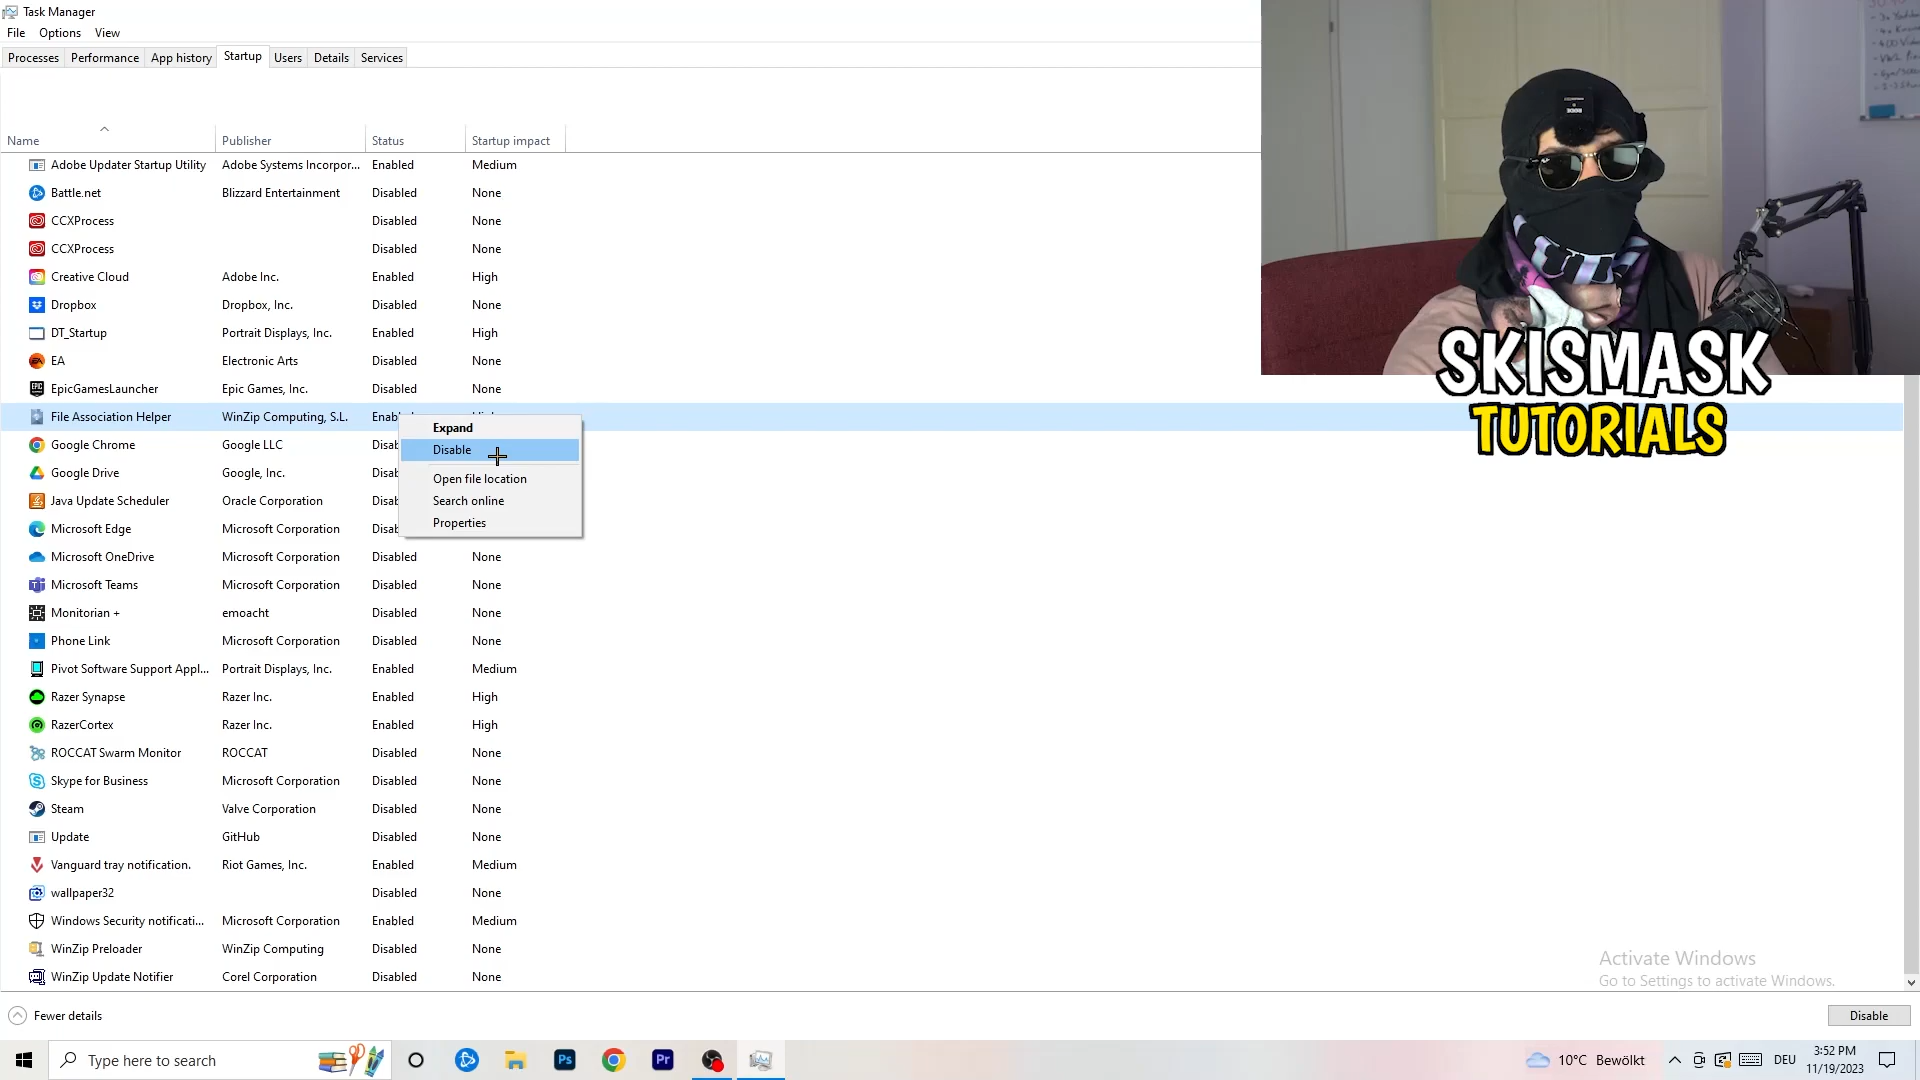 Task Manager
File Options View
Processes Performance App history Startup Users Details Services
Name Publisher Status Startup impact
Adobe Updater Startup Utility Adobe Systems Incorpor... Enabled Medium
Battle.net Blizzard Entertainment Disabled None
CCXProcess Disabled None
CCXProcess Disabled None
Creative Cloud Adobe Inc. Enabled High
Dropbox Dropbox, Inc. Disabled None
DT_Startup Portrait Displays, Inc. Enabled High
EA Electronic Arts Disabled None
EpicGamesLauncher Epic Games, Inc. Disabled None
File Association Helper WinZip Computing, S.L.
Google Chrome Google LLC
Google Drive Google, Inc.
Java Update Scheduler Oracle Corporation
Microsoft Edge Microsoft Corporation
Microsoft OneDrive Microsoft Corporation Disabled None
Microsoft Teams Microsoft Corporation Disabled None
Monitorian + emoacht Disabled None
Phone Link Microsoft Corporation Disabled None
Pivot Software Support Appl... Portrait Displays, Inc. Enabled Medium
Razer Synapse Razer Inc. Enabled High
RazerCortex Razer Inc. Enabled High
ROCCAT Swarm Monitor ROCCAT Disabled None
Skype for Business Microsoft Corporation Disabled None
Steam Valve Corporation Disabled None
Update GitHub Disabled None
Vanguard tray notification. Riot Games, Inc. Enabled Medium
wallpaper32 Disabled None
Windows Security notificati... Microsoft Corporation Enabled Medium
WinZip Preloader WinZip Computing Disabled None
WinZip Update Notifier Corel Corporation Disabled None
Expand
Disable
Open file location
Search online
Properties
SKISMASK
TUTORIALS
Activate Windows
Go to Settings to activate Windows.
Fewer details
Disable
Type here to search
Ps
Pr
10°C Bewölkt
DEU
3:52 PM
11/19/2023